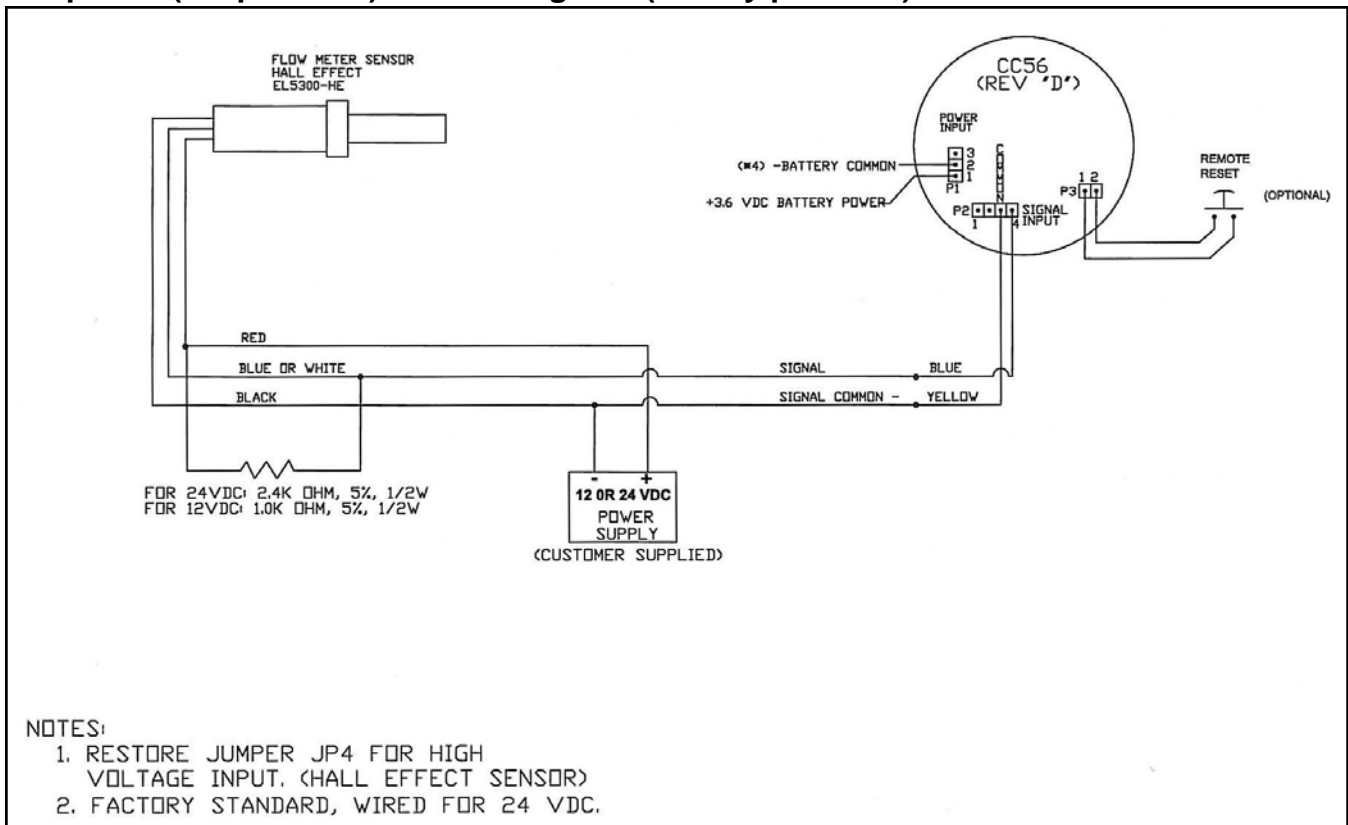 FLOW METER SENSOR
HALL EFFECT
EL5300-HE
CC56
(REV "D")
POWER
INPUT
3
2
1
P1
COMMON
(*4) -BATTERY COMMON
+3.6 VDC BATTERY POWER
P2
1
4
SIGNAL
INPUT
P3
1 2
REMOTE
RESET
(OPTIONAL)
RED
BLUE OR WHITE
BLACK
SIGNAL
BLUE
SIGNAL COMMON -
YELLOW
FOR 24VDC: 2.4K OHM, 5%, 1/2W
FOR 12VDC: 1.0K OHM, 5%, 1/2W
- +
12 0R 24 VDC
POWER
SUPPLY
(CUSTOMER SUPPLIED)
NOTES:
1. RESTORE JUMPER JP4 FOR HIGH
VOLTAGE INPUT. (HALL EFFECT SENSOR)
2. FACTORY STANDARD, WIRED FOR 24 VDC.